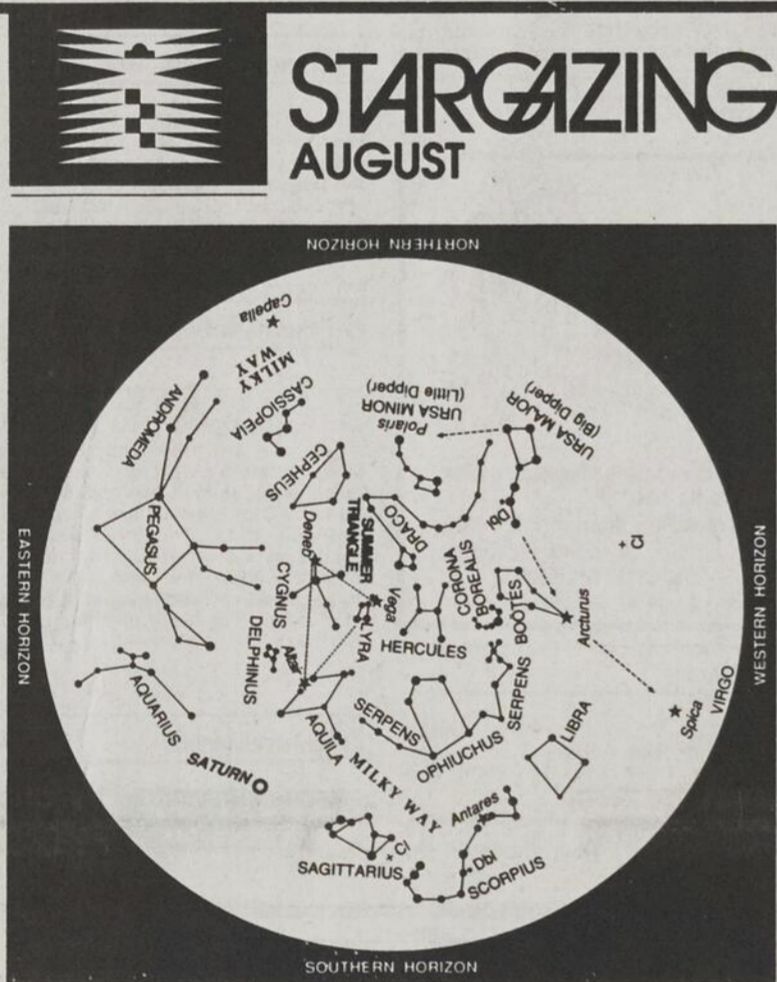 STARGAZING
AUGUST
NORTHERN HORIZON
Capella
MILKY
WAY
CASSIOPEIA
ANDROMEDA
CEPHEUS
Polaris
URSA MINOR
(Little Dipper)
URSA MAJOR
(Big Dipper)
Dbl
DRACO
SUMMER
TRIANGLE
Deneb
PEGASUS
CYGNUS
Vega
LYRA
HERCULES
CORONA
BOREALIS
BOÖTES
Arcturus
Cl
EASTERN HORIZON
WESTERN HORIZON
DELPHINUS
Altair
AQUILA
AQUARIUS
SATURN
SERPENS
OPHIUCHUS
SERPENS
LIBRA
Spica
VIRGO
MILKY WAY
Antares
Cl
SAGITTARIUS
Dbl
SCORPIUS
SOUTHERN HORIZON